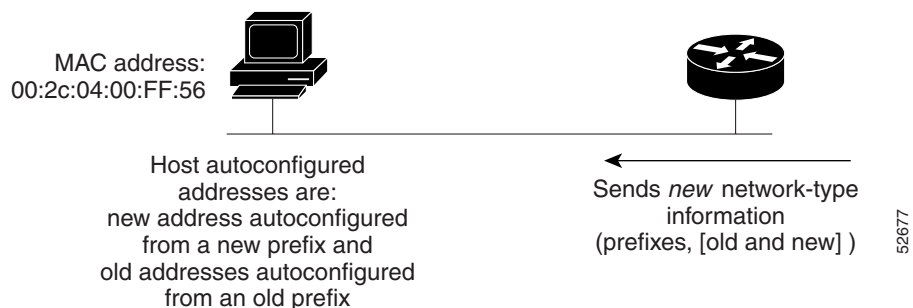 MAC address:
00:2c:04:00:FF:56
Host autoconfigured
addresses are:
new address autoconfigured
from a new prefix and
old addresses autoconfigured
from an old prefix
Sends new network-type
information
(prefixes, [old and new] )
52677